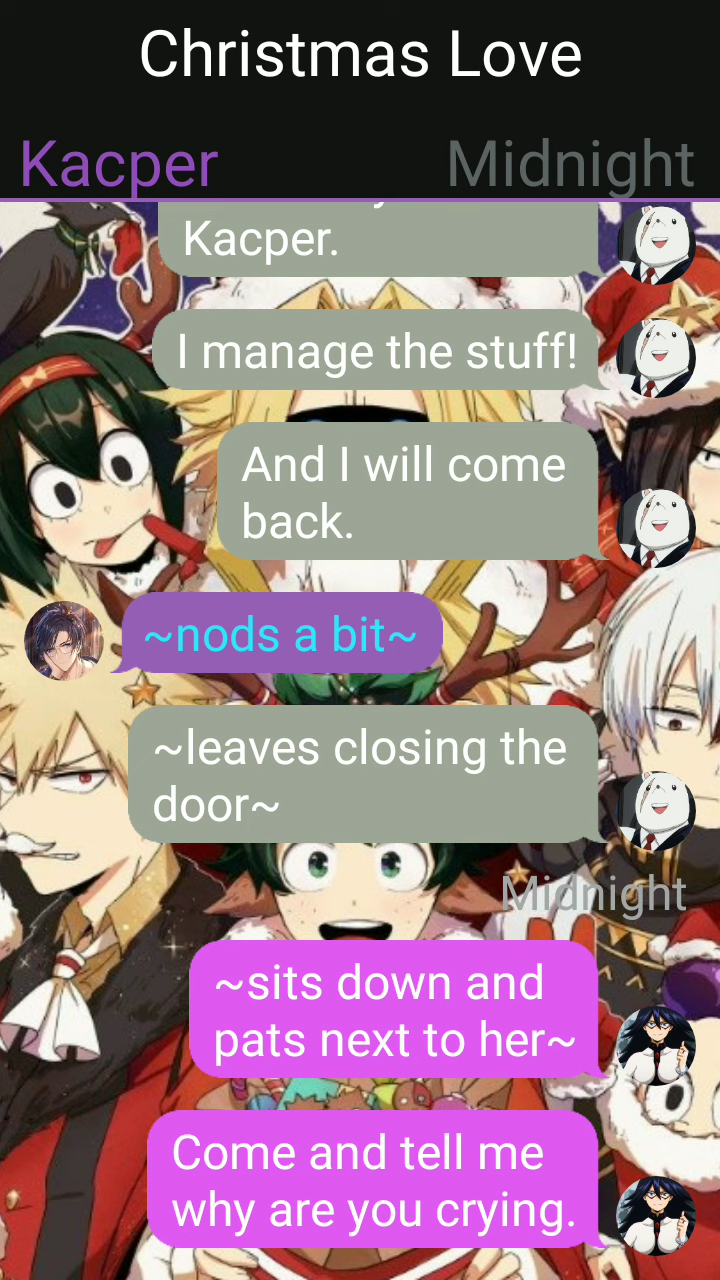 Christmas Love
Kacper Midnight
Kacper.
I manage the stuff!
And I will come
back.
~nods a bit~
~leaves closing the
door~
Midnight
~sits down and
pats next to her~
Come and tell me
why are you crying.